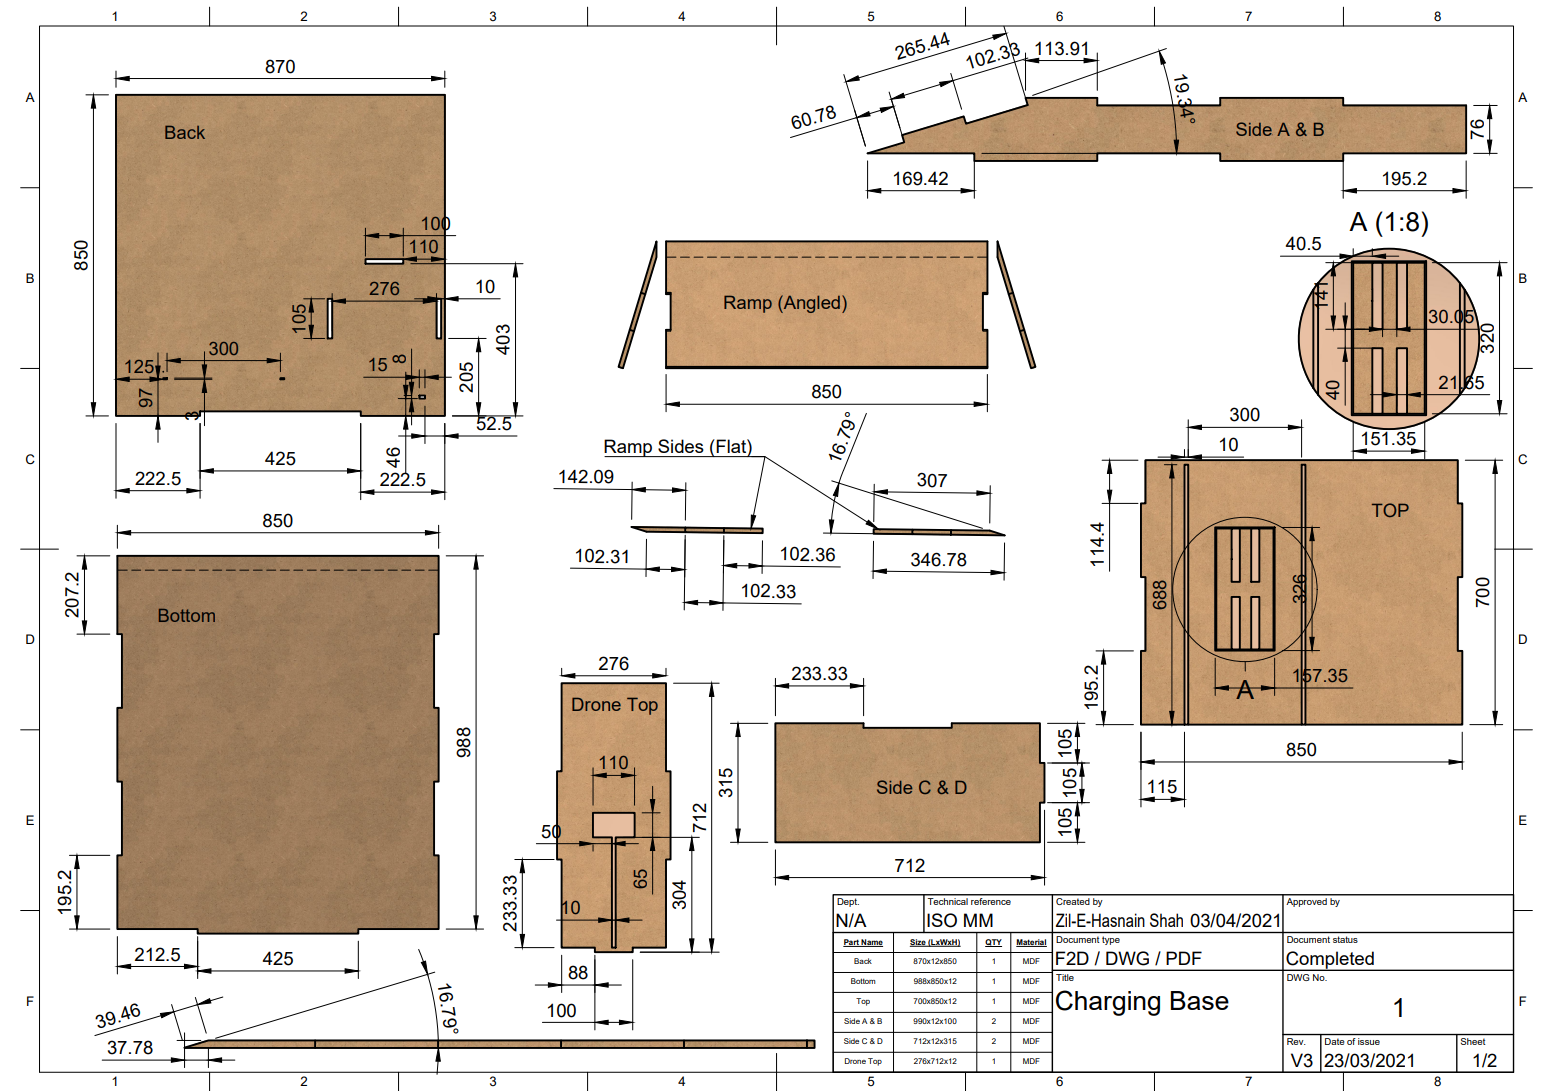 1 2 3 4 5 6 7 8
A
B
C
D
E
F
A
B
C
D
E
F
870
850
Back
100
110
276
10
105
403
300
125
15
8
205
97
3
46
52.5
222.5
425
222.5
265.44
102.33
113.91
60.78
19.34°
Side A & B
76
169.42
195.2
Ramp (Angled)
850
A (1:8)
40.5
141
30.05
320
40
21.65
151.35
Ramp Sides (Flat)
16.79°
142.09
307
102.31
102.36
346.78
102.33
300
10
TOP
114.4
688
326
700
195.2
157.35
A
850
115
850
207.2
Bottom
988
195.2
212.5
425
276
Drone Top
110
712
50
65
304
233.33
10
88
100
233.33
315
Side C & D
105
105
105
712
39.46
37.78
16.79°
Dept.
N/A
Technical reference
ISO MM
Created by
Zil-E-Hasnain Shah 03/04/2021
Approved by
Part Name Size (LxWxH) QTY Material
Back 870x12x850 1 MDF
Bottom 988x850x12 1 MDF
Top 700x850x12 1 MDF
Side A & B 990x12x100 2 MDF
Side C & D 712x12x315 2 MDF
Drone Top 276x712x12 1 MDF
Document type
F2D / DWG / PDF
Document status
Completed
Title
Charging Base
DWG No.
1
Rev.
V3
Date of issue
23/03/2021
Sheet
1/2
1 2 3 4 5 6 7 8